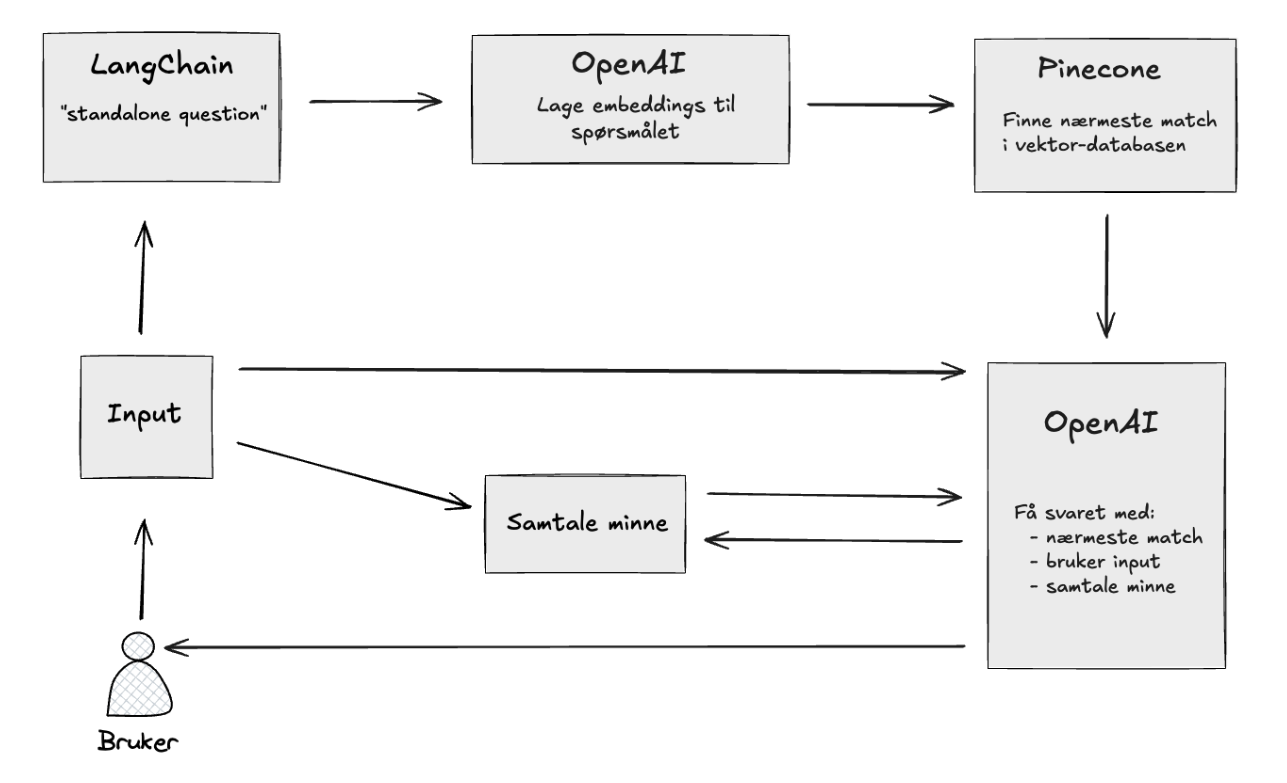 LangChain
"standalone question"
OpenAI
Lage embeddings til
spørsmålet
Pinecone
Finne nærmeste match
i vektor-databasen
Input
Samtale minne
OpenAI
Få svaret med:
- nærmeste match
- bruker input
- samtale minne
Bruker